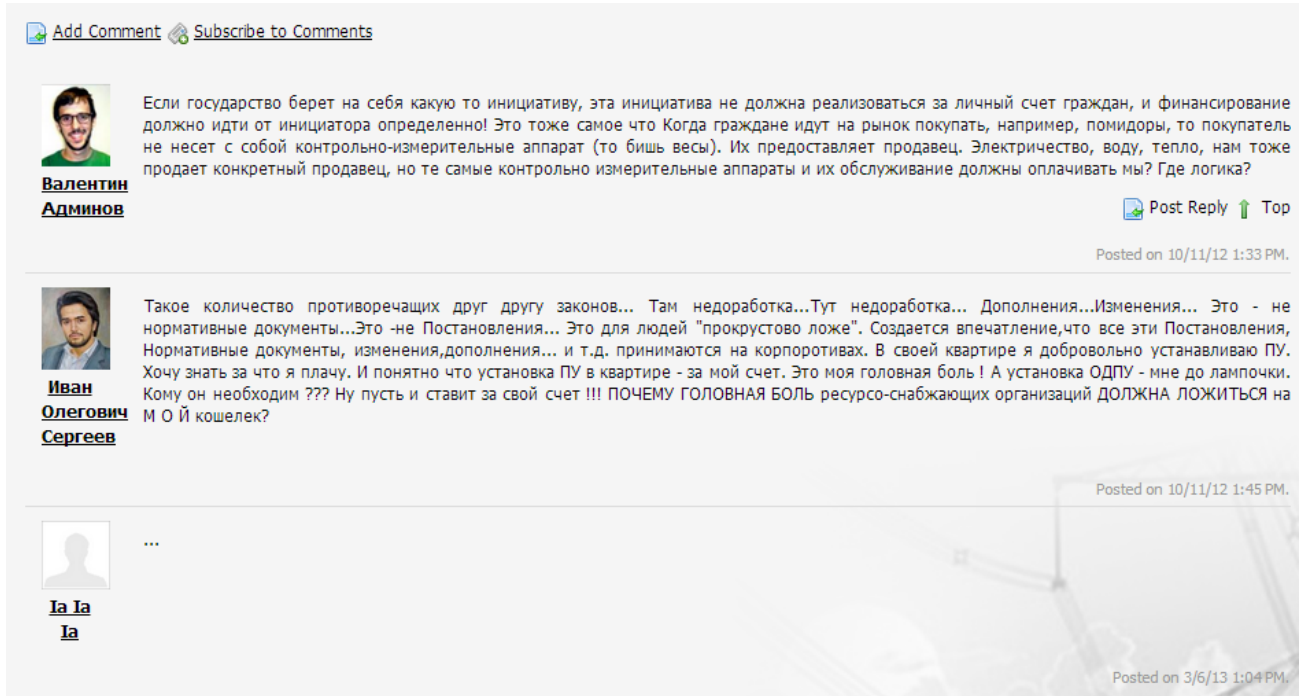 Add Comment Subscribe to Comments
Если государство берет на себя какую то инициативу, эта инициатива не должна реализоваться за личный счет граждан, и финансирование
должно идти от инициатора определенно! Это тоже самое что Когда граждане идут на рынок покупать, например, помидоры, то покупатель
не несет с собой контрольно-измерительные аппарат (то бишь весы). Их предоставляет продавец. Электричество, воду, тепло, нам тоже
продает конкретный продавец, но те самые контрольно измерительные аппараты и их обслуживание должны оплачивать мы? Где логика?
Валентин
Админов
Post Reply Top
Posted on 10/11/12 1:33 PM.
Такое количество противоречащих друг другу законов... Там недоработка...Тут недоработка... Дополнения...Изменения... Это - не
нормативные документы...Это -не Постановления... Это для людей "прокрустово ложе". Создается впечатление,что все эти Постановления,
Нормативные документы, изменения,дополнения... и т.д. принимаются на корпоротивах. В своей квартире я добровольно устанавливаю ПУ.
Хочу знать за что я плачу. И понятно что установка ПУ в квартире - за мой счет. Это моя головная боль ! А установка ОДПУ - мне до лампочки.
Кому он необходим ??? Ну пусть и ставит за свой счет !!! ПОЧЕМУ ГОЛОВНАЯ БОЛЬ ресурсо-снабжающих организаций ДОЛЖНА ЛОЖИТЬСЯ на
М О Й кошелек?
Иван
Олегович
Сергеев
Posted on 10/11/12 1:45 PM.
...
Ia Ia
Ia
Posted on 3/6/13 1:04 PM.